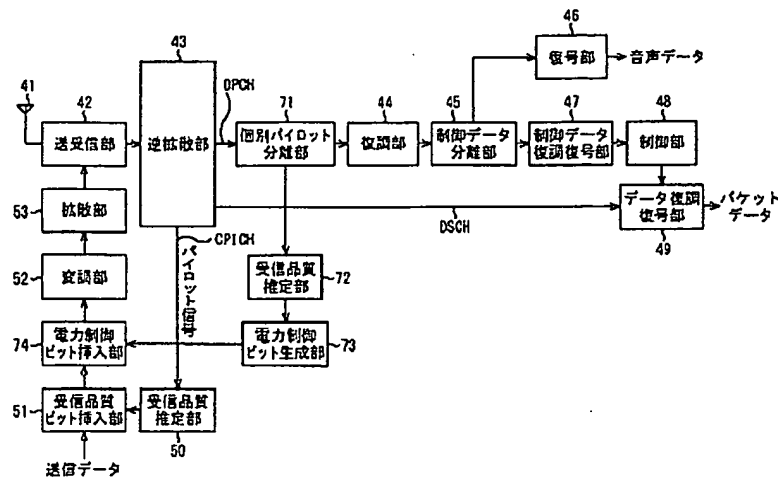 46
復号部
音声データ
43
41
42
DPCH
71
44
45
47
48
送受信部
逆拡散部
個別パイロット
分離部
復調部
制御データ
分離部
制御データ
復調復号部
制御部
53
拡散部
データ復調
復号部
パケット
データ
DSCH
49
CPICH
パイロット信号
52
変調部
受信品質
推定部
72
74
電力制御
ビット挿入部
電力制御
ビット生成部
73
51
受信品質
ビット挿入部
受信品質
推定部
50
送信データ